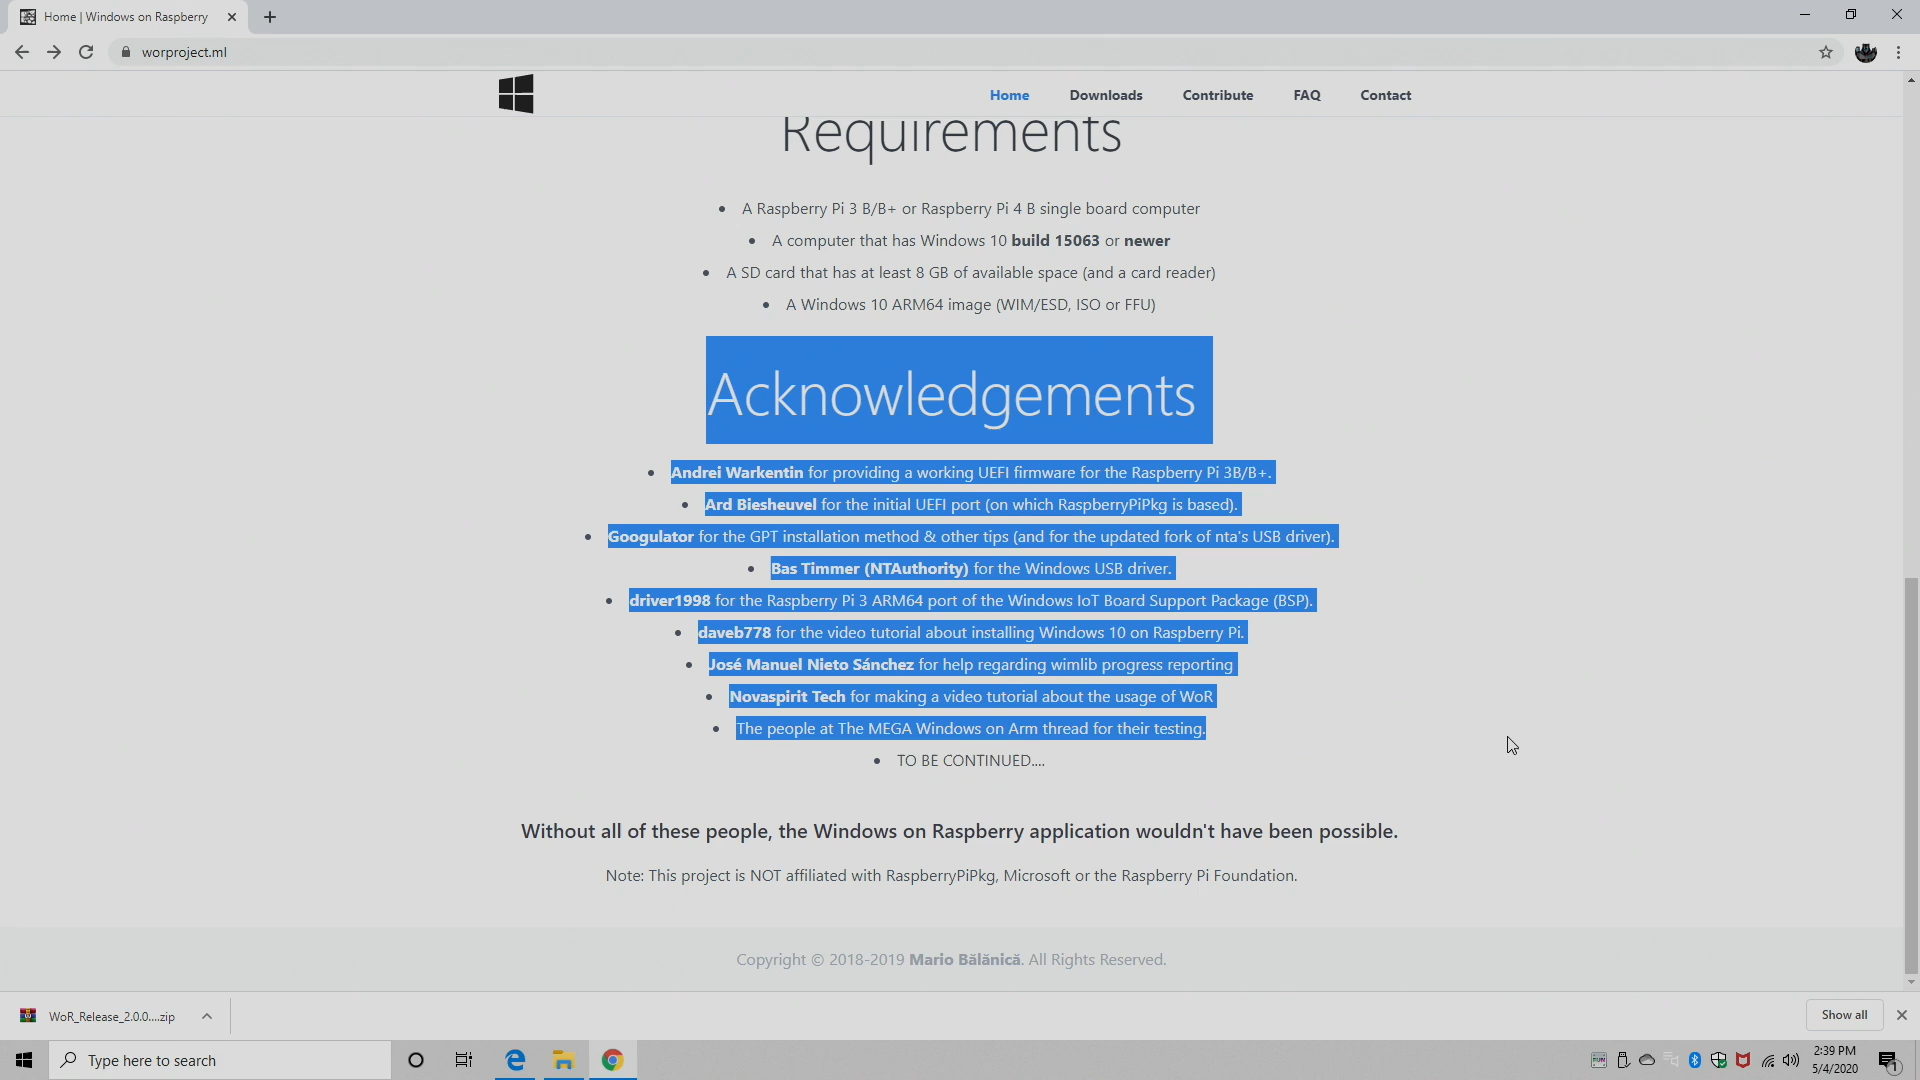 Home | Windows on Raspberry
worproject.ml
Home Downloads Contribute FAQ Contact
Requirements
A Raspberry Pi 3 B/B+ or Raspberry Pi 4 B single board computer
A computer that has Windows 10 build 15063 or newer
A SD card that has at least 8 GB of available space (and a card reader)
A Windows 10 ARM64 image (WIM/ESD, ISO or FFU)
Acknowledgements
Andrei Warkentin for providing a working UEFI firmware for the Raspberry Pi 3B/B+.
Ard Biesheuvel for the initial UEFI port (on which RaspberryPiPkg is based).
Googulator for the GPT installation method & other tips (and for the updated fork of nta's USB driver).
Bas Timmer (NTAuthority) for the Windows USB driver.
driver1998 for the Raspberry Pi 3 ARM64 port of the Windows IoT Board Support Package (BSP).
daveb778 for the video tutorial about installing Windows 10 on Raspberry Pi.
José Manuel Nieto Sánchez for help regarding wimlib progress reporting
Novaspirit Tech for making a video tutorial about the usage of WoR
The people at The MEGA Windows on Arm thread for their testing.
TO BE CONTINUED....
Without all of these people, the Windows on Raspberry application wouldn't have been possible.
Note: This project is NOT affiliated with RaspberryPiPkg, Microsoft or the Raspberry Pi Foundation.
Copyright © 2018-2019 Mario Bălănică. All Rights Reserved.
WoR_Release_2.0.0....zip
Show all
Type here to search
2:39 PM
5/4/2020
1